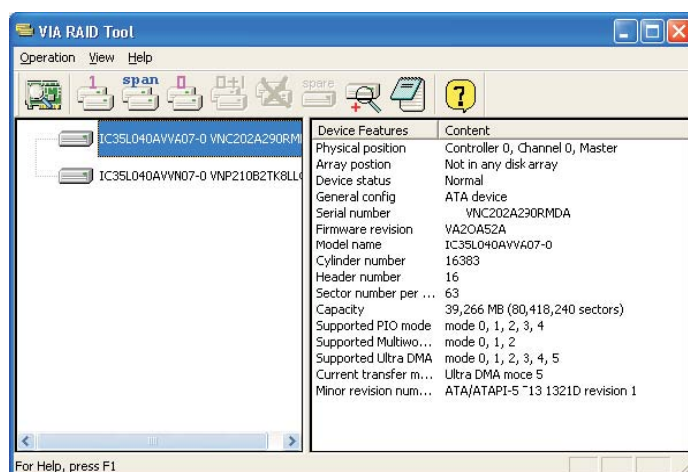 VIA RAID Tool
Operation View Help
1 span 0 0+1 spare ?
IC35L040AVVA07-0 VNC202A290RMD
IC35L040AVVN07-0 VNP210B2TK8LL
Device Features Content
Physical position Controller 0, Channel 0, Master
Array postion Not in any disk array
Device status Normal
General config ATA device
Serial number VNC202A290RMDA
Firmware revision VA2OA52A
Model name IC35L040AVVA07-0
Cylinder number 16383
Header number 16
Sector number per ... 63
Capacity 39,266 MB (80,418,240 sectors)
Supported PIO mode mode 0, 1, 2, 3, 4
Supported Multiwo... mode 0, 1, 2
Supported Ultra DMA mode 0, 1, 2, 3, 4, 5
Current transfer m... Ultra DMA moce 5
Minor revision num... ATA/ATAPI-5 T13 1321D revision 1
For Help, press F1